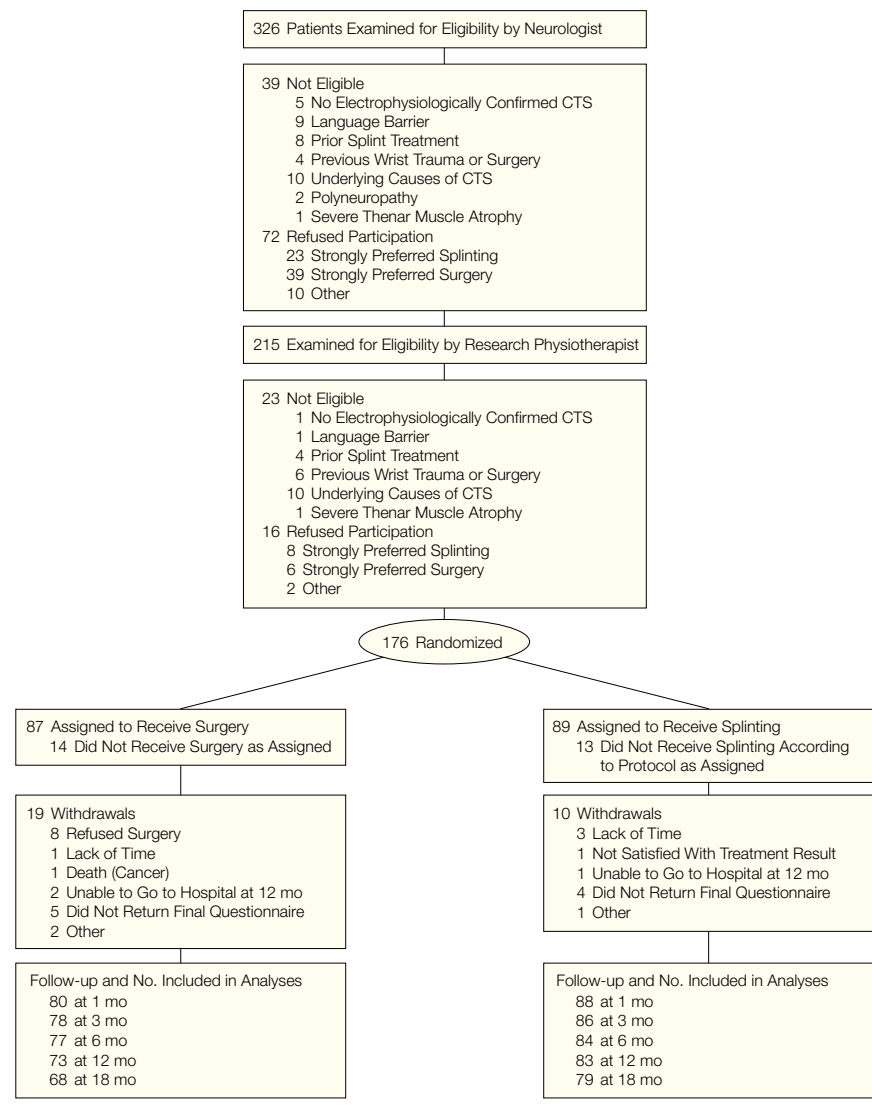 326 Patients Examined for Eligibility by Neurologist
39 Not Eligible
5 No Electrophysiologically Confirmed CTS
9 Language Barrier
8 Prior Splint Treatment
4 Previous Wrist Trauma or Surgery
10 Underlying Causes of CTS
2 Polyneuropathy
1 Severe Thenar Muscle Atrophy
72 Refused Participation
23 Strongly Preferred Splinting
39 Strongly Preferred Surgery
10 Other
215 Examined for Eligibility by Research Physiotherapist
23 Not Eligible
1 No Electrophysiologically Confirmed CTS
1 Language Barrier
4 Prior Splint Treatment
6 Previous Wrist Trauma or Surgery
10 Underlying Causes of CTS
1 Severe Thenar Muscle Atrophy
16 Refused Participation
8 Strongly Preferred Splinting
6 Strongly Preferred Surgery
2 Other
176 Randomized
87 Assigned to Receive Surgery
14 Did Not Receive Surgery as Assigned
19 Withdrawals
8 Refused Surgery
1 Lack of Time
1 Death (Cancer)
2 Unable to Go to Hospital at 12 mo
5 Did Not Return Final Questionnaire
2 Other
Follow-up and No. Included in Analyses
80 at 1 mo
78 at 3 mo
77 at 6 mo
73 at 12 mo
68 at 18 mo
89 Assigned to Receive Splinting
13 Did Not Receive Splinting According
to Protocol as Assigned
10 Withdrawals
3 Lack of Time
1 Not Satisfied With Treatment Result
1 Unable to Go to Hospital at 12 mo
4 Did Not Return Final Questionnaire
1 Other
Follow-up and No. Included in Analyses
88 at 1 mo
86 at 3 mo
84 at 6 mo
83 at 12 mo
79 at 18 mo